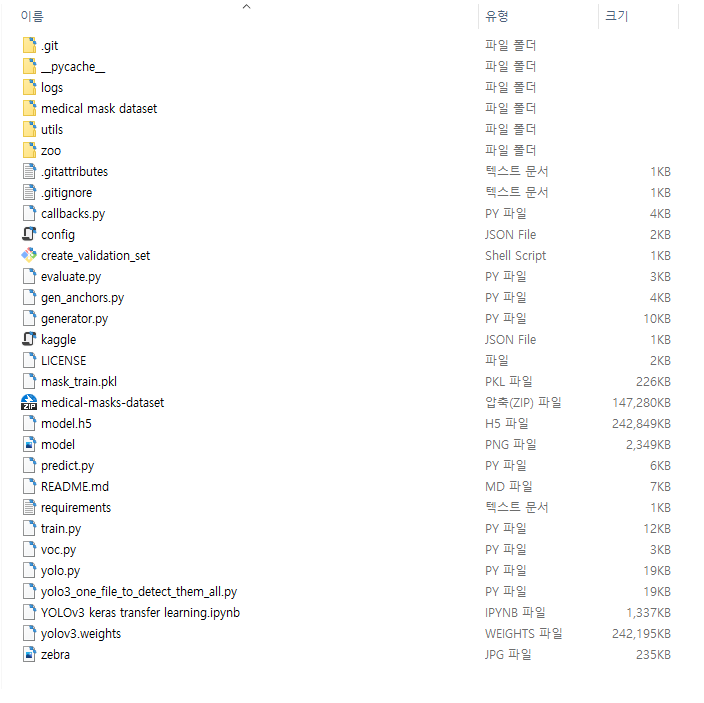 이름 유형 크기
.git 파일 폴더
__pycache__ 파일 폴더
logs 파일 폴더
medical mask dataset 파일 폴더
utils 파일 폴더
zoo 파일 폴더
.gitattributes 텍스트 문서 1KB
.gitignore 텍스트 문서 1KB
callbacks.py PY 파일 4KB
config JSON File 2KB
create_validation_set Shell Script 1KB
evaluate.py PY 파일 3KB
gen_anchors.py PY 파일 4KB
generator.py PY 파일 10KB
kaggle JSON File 1KB
LICENSE 파일 2KB
mask_train.pkl PKL 파일 226KB
ZIP medical-masks-dataset 압축(ZIP) 파일 147,280KB
model.h5 H5 파일 242,849KB
model PNG 파일 2,349KB
predict.py PY 파일 6KB
README.md MD 파일 7KB
requirements 텍스트 문서 1KB
train.py PY 파일 12KB
voc.py PY 파일 3KB
yolo.py PY 파일 19KB
yolo3_one_file_to_detect_them_all.py PY 파일 19KB
YOLOv3 keras transfer learning.ipynb IPYNB 파일 1,337KB
yolov3.weights WEIGHTS 파일 242,195KB
zebra JPG 파일 235KB